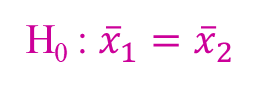 H₀ : x̄₁ = x̄₂